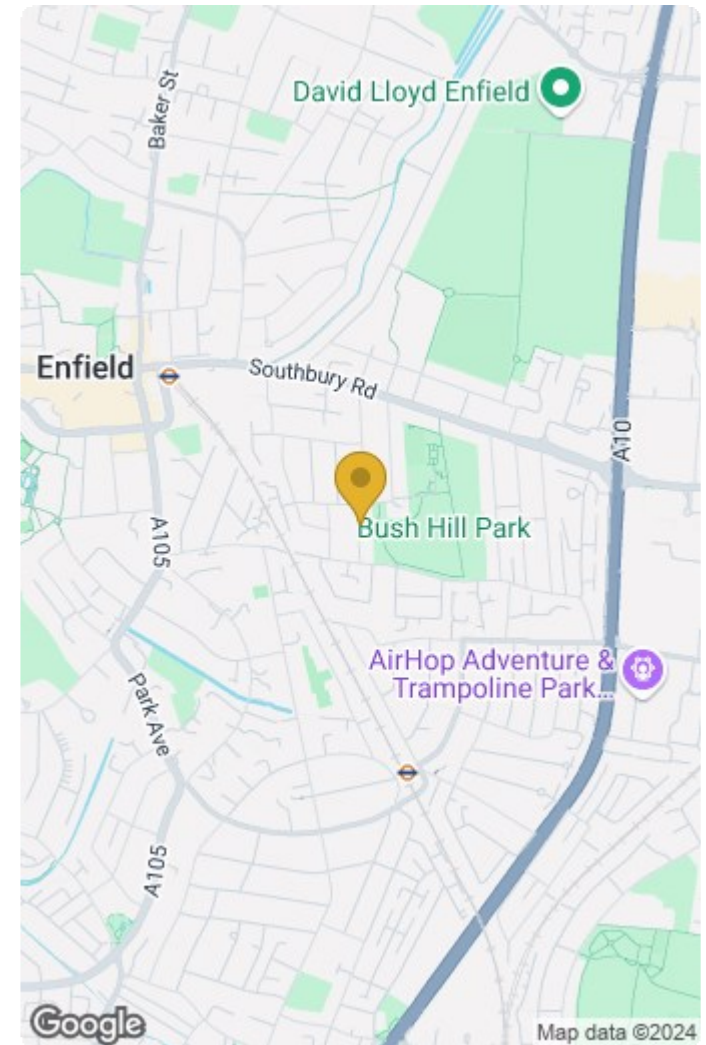 Baker St
David Lloyd Enfield
Enfield
Southbury Rd
A10
Bush Hill Park
A105
AirHop Adventure &
Trampoline Park...
Park Ave
A105
Google
Map data ©2024